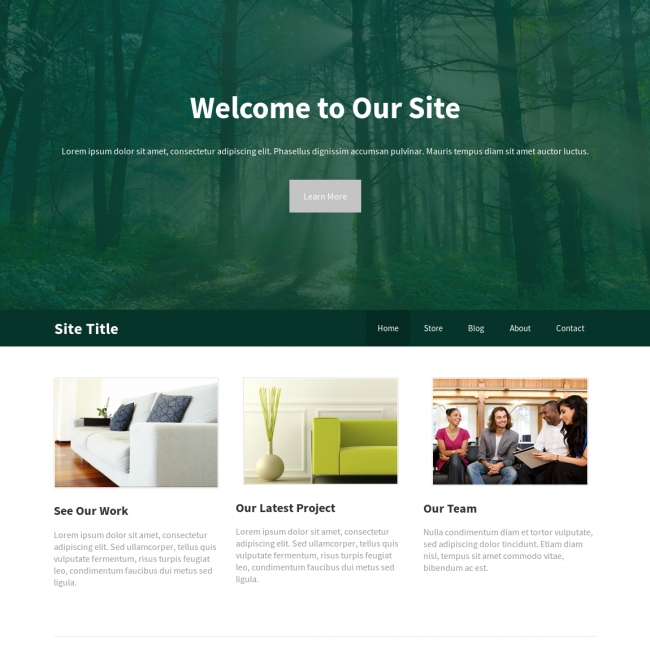 Welcome to Our Site
Lorem ipsum dolor sit amet, consectetur adipiscing elit. Phasellus dignissim accumsan pulvinar. Mauris tempus diam sit amet auctor luctus.
Learn More
Site Title
Home Store Blog About Contact
See Our Work
Lorem ipsum dolor sit amet, consectetur
adipiscing elit. Sed ullamcorper, tellus quis
vulputate fermentum, risus turpis feugiat
leo, condimentum faucibus dui metus sed
ligula.
Our Latest Project
Lorem ipsum dolor sit amet, consectetur
adipiscing elit. Sed ullamcorper, tellus quis
vulputate fermentum, risus turpis feugiat
leo, condimentum faucibus dui metus sed
ligula.
Our Team
Nulla condimentum diam et tortor vulputate,
sed adipiscing dolor tincidunt. Etiam diam
nisl, tempus sit amet commodo vitae,
bibendum ac est.